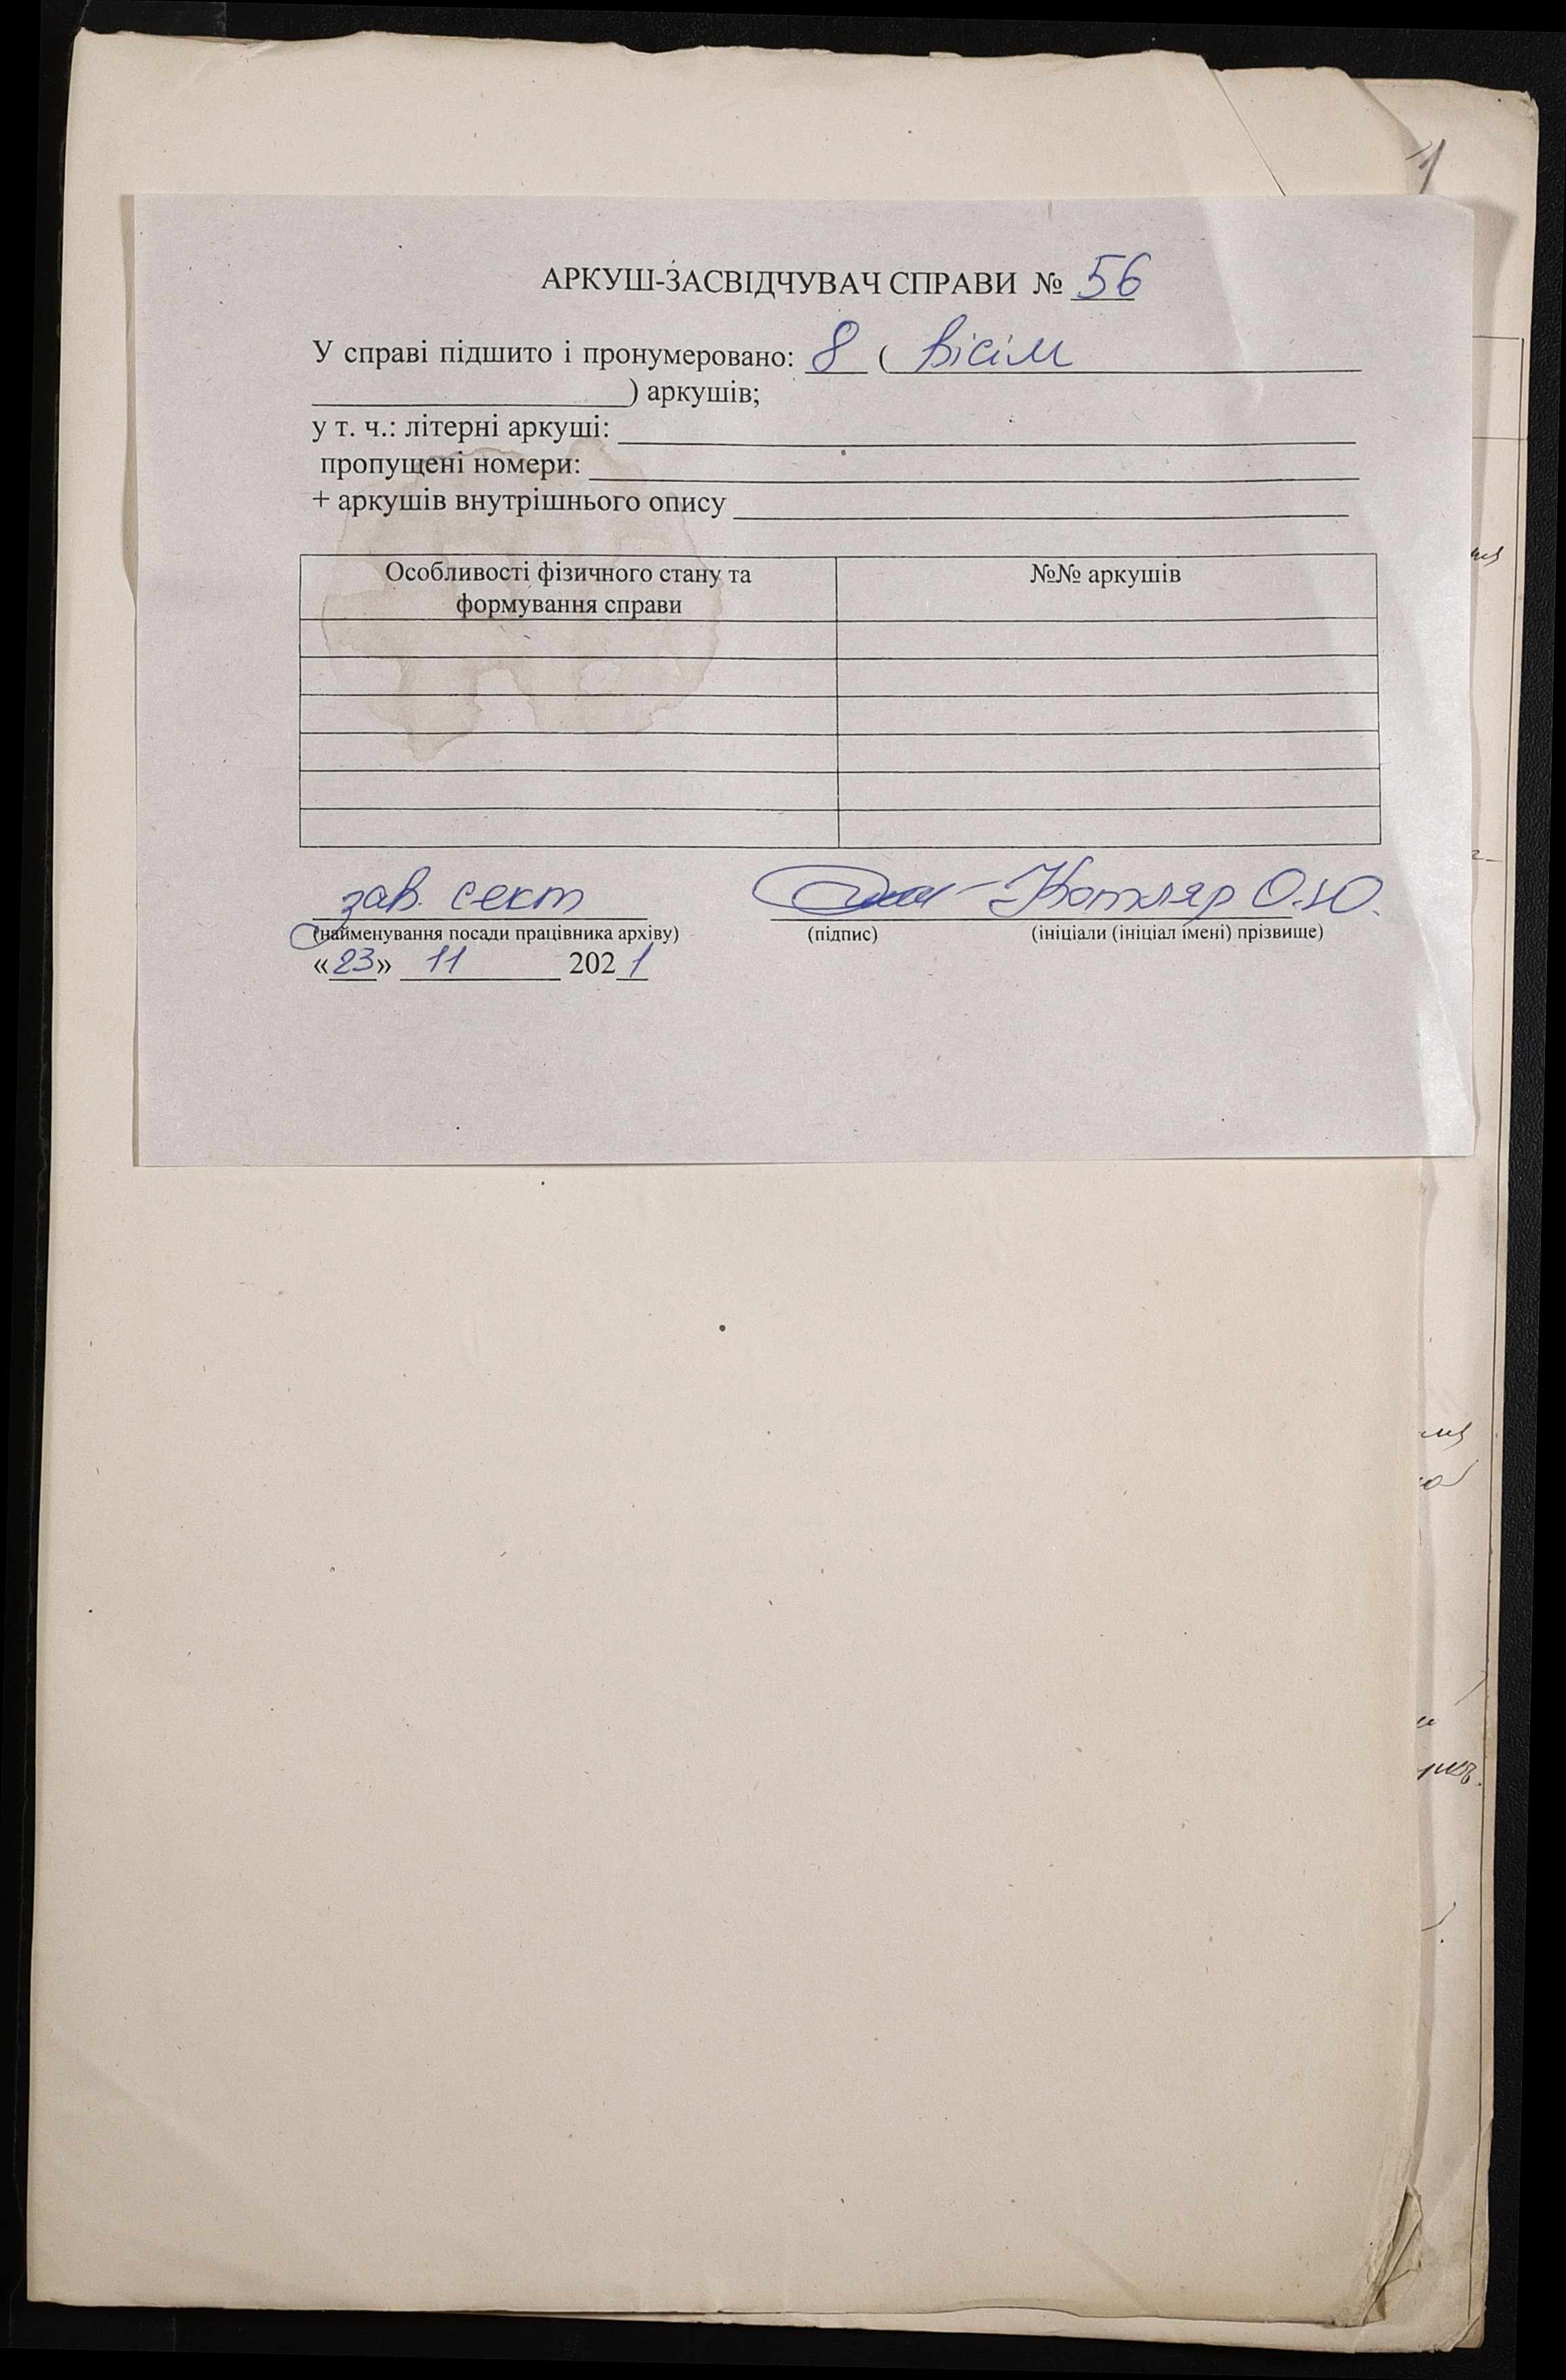 1
АРКУШ-ЗАСВІДЧУВАЧ СПРАВИ № 56
У справі підшито і пронумеровано: 8 ( вісім
) аркушів;
у т. ч.: літерні аркуші:
пропущені номери:
+ аркушів внутрішнього опису
Особливості фізичного стану та №№ аркушів
формування справи
зав. сект Котляр О.Ю.
(найменування посади працівника архіву) (підпис) (ініціали (ініціал імені) прізвище)
«23» 11 2021